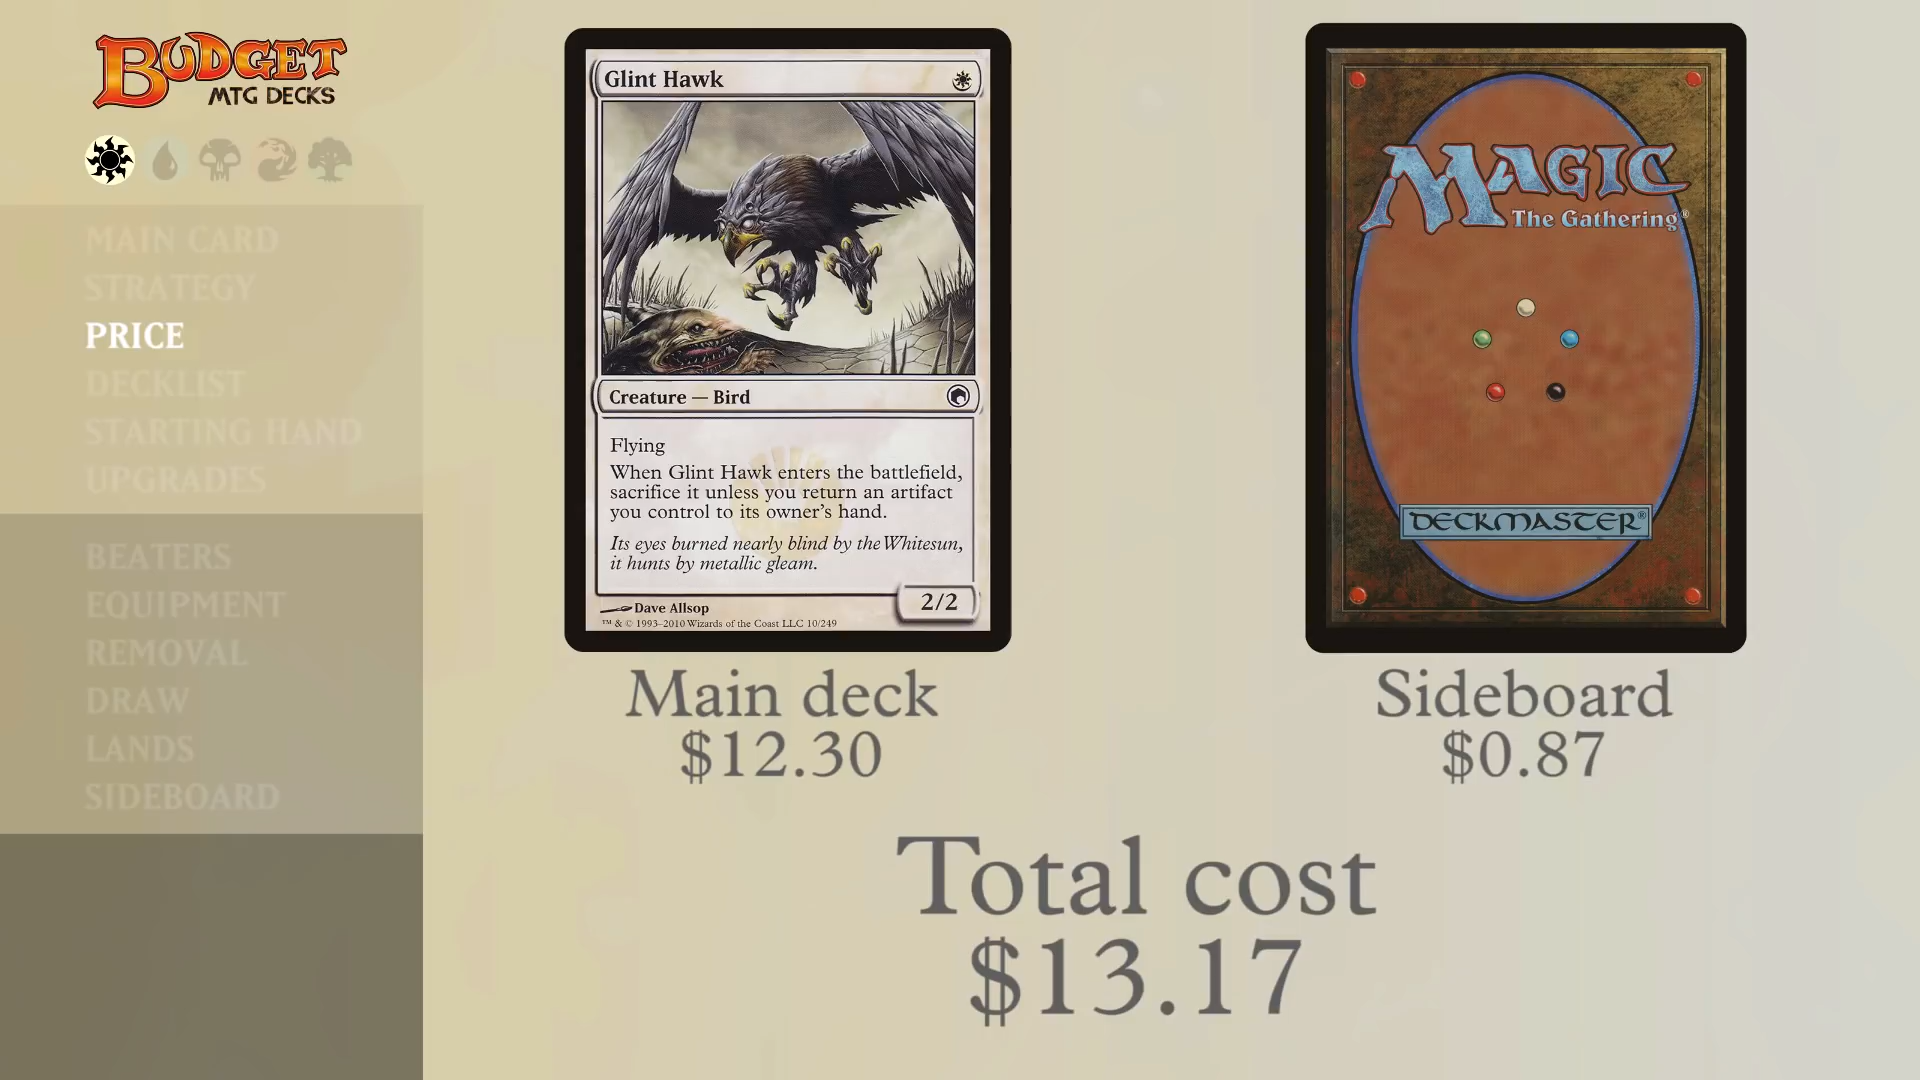 BUDGET
MTG DECKS
MAIN CARD
STRATEGY
PRICE
DECKLIST
STARTING HAND
UPGRADES
BEATERS
EQUIPMENT
REMOVAL
DRAW
LANDS
SIDEBOARD
Glint Hawk
Creature — Bird
Flying
When Glint Hawk enters the battlefield,
sacrifice it unless you return an artifact
you control to its owner's hand.
Its eyes burned nearly blind by the Whitesun,
it hunts by metallic gleam.
2/2
Dave Allsop
™ & © 1993–2010 Wizards of the Coast LLC 10/249
Main deck
$12.30
MAGIC
The Gathering®
DECKMASTER®
Sideboard
$0.87
Total cost
$13.17